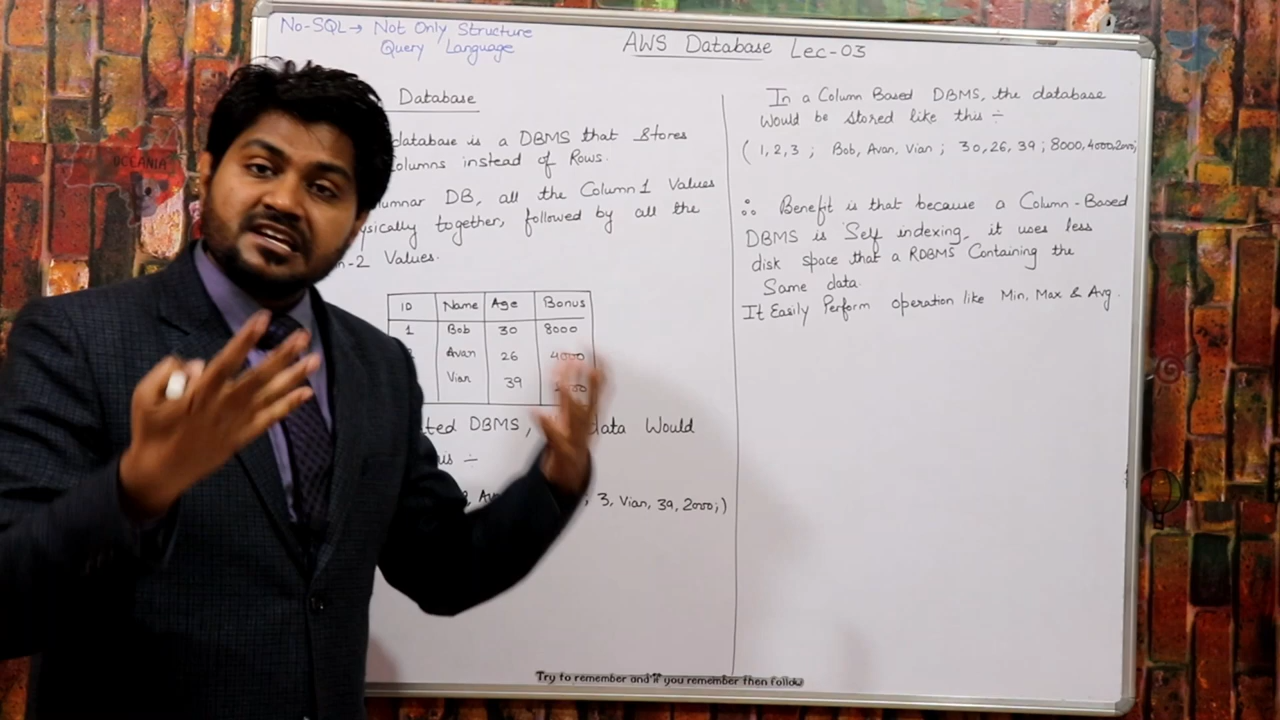 No-SQL → Not Only Structure
Query Language
AWS Database Lec-03
Database
database is a DBMS that Stores
Columns instead of Rows.
lumnar DB, all the Column 1 Values
ysically together, followed by all the
n-2 Values.
ID Name Age Bonus
1 Bob 30 8000
Avan 26 4000
Vian 39
ted DBMS, data Would
is ÷
3, Vian, 39, 2000;)
In a Column Based DBMS, the database
Would be stored like this ÷
( 1, 2, 3 ; Bob, Avan, Vian ; 30, 26, 39 ; 8000, 4000, 2000;
∴ Benefit is that because a Column-Based
DBMS is Self indexing, it uses less
disk space that a RDBMS Containing the
Same data.
It Easily Perform operation like Min, Max & Avg.
OCEANIA
Try to remember and if you remember then follow